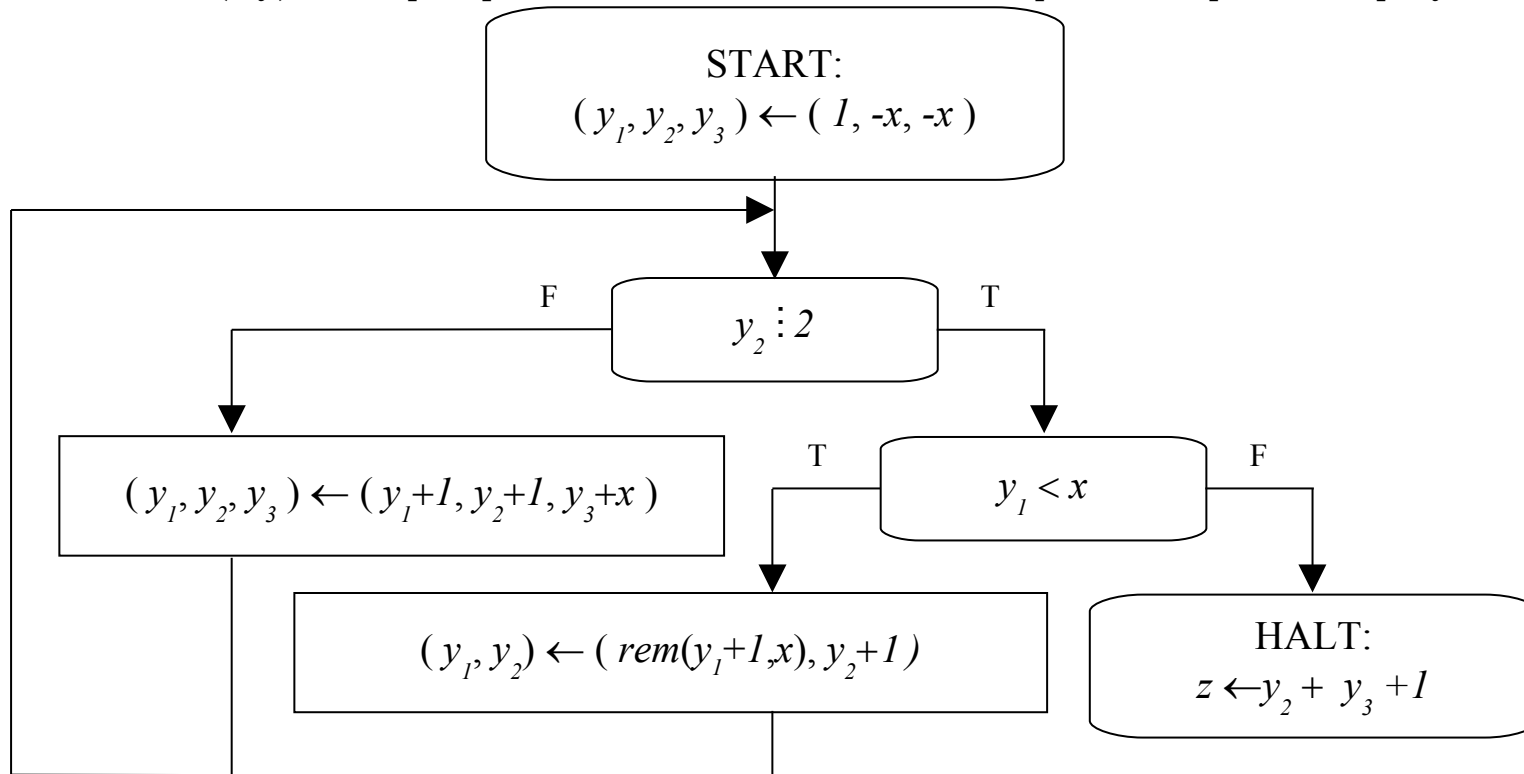 START:
( y₁, y₂, y₃ ) ← ( 1, -x, -x )
F
T
y₂ ⋮ 2
T
F
( y₁, y₂, y₃ ) ← ( y₁+1, y₂+1, y₃+x )
y₁ < x
( y₁, y₂ ) ← ( rem(y₁+1,x), y₂+1 )
HALT:
z ←y₂ + y₃ +1